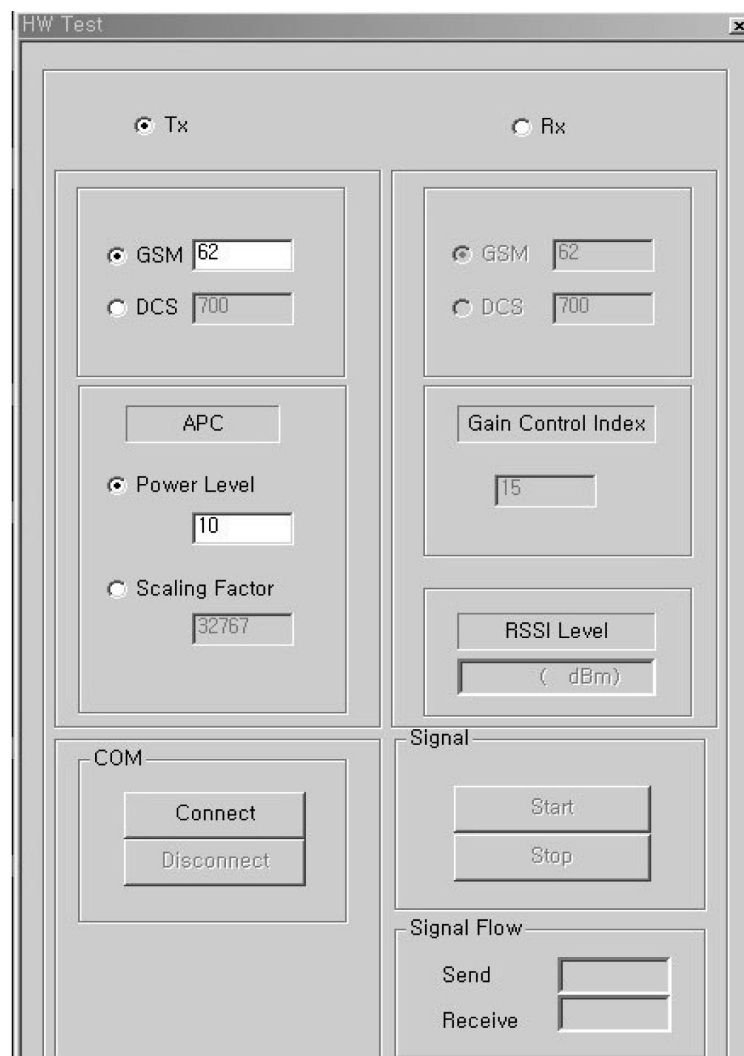 HW Test
Tx
Rx
GSM 62
DCS 700
GSM 62
DCS 700
APC
Power Level
10
Scaling Factor
32767
Gain Control Index
15
RSSI Level
( dBm)
COM
Connect
Disconnect
Signal
Start
Stop
Signal Flow
Send
Receive